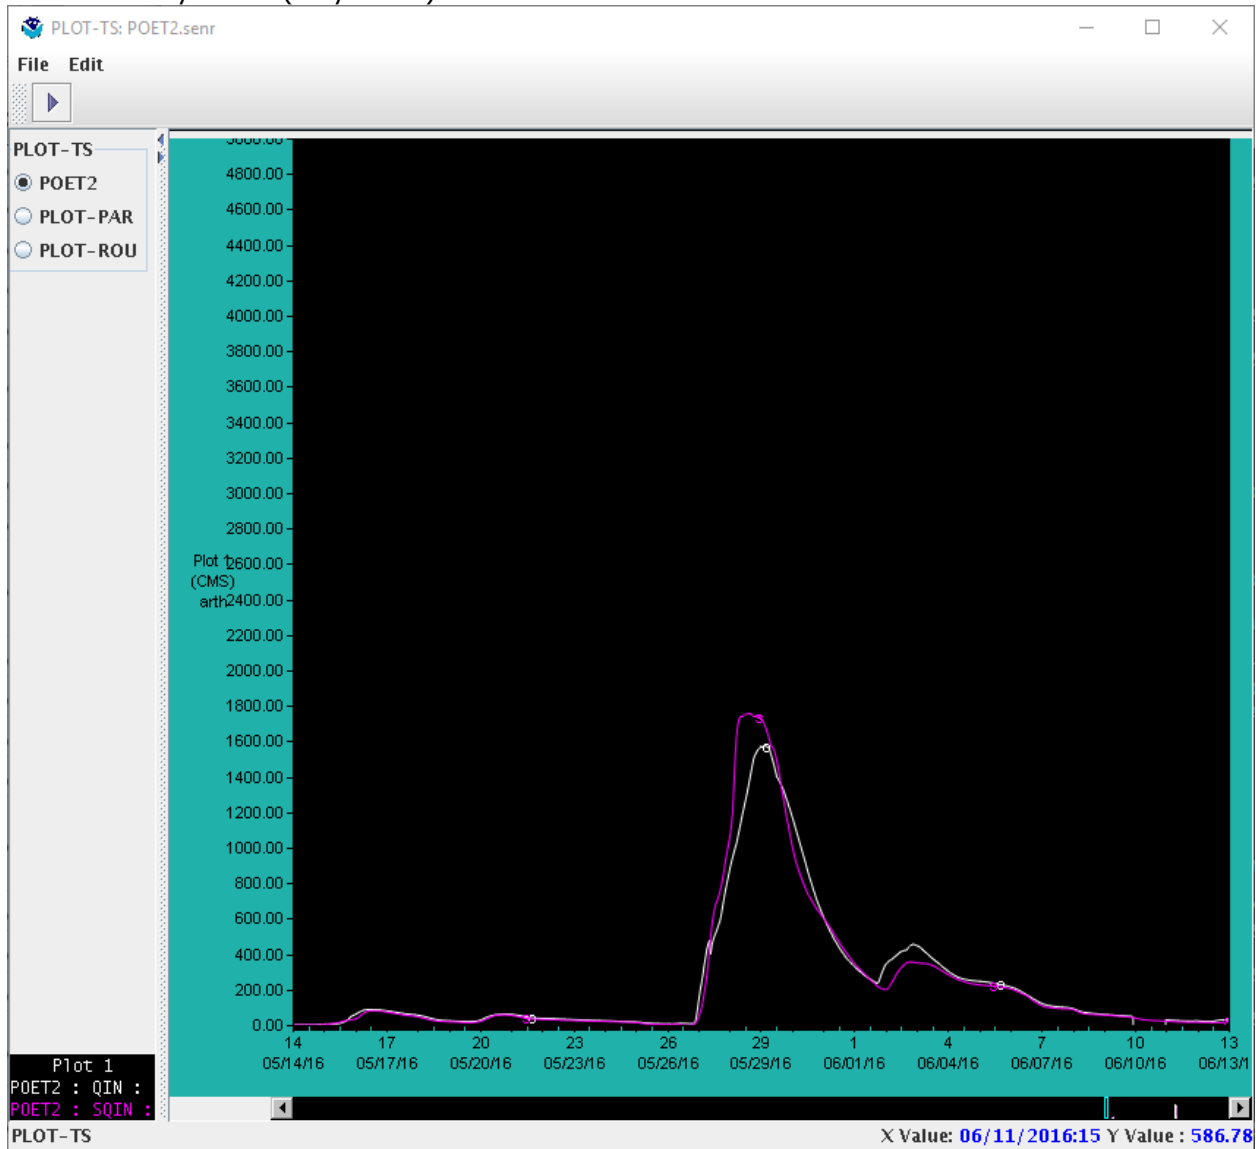 PLOT-TS: POET2.senr
File Edit
PLOT-TS
POET2
PLOT-PAR
PLOT-ROU
4800.00
4600.00
4400.00
4200.00
4000.00
3800.00
3600.00
3400.00
3200.00
3000.00
2800.00
Plot 1
2600.00
(CMS)
arth
2400.00
2200.00
2000.00
1800.00
1600.00
1400.00
1200.00
1000.00
800.00
600.00
400.00
200.00
0.00
14 17 20 23 26 29 1 4 7 10 13
05/14/16 05/17/16 05/20/16 05/23/16 05/26/16 05/29/16 06/01/16 06/04/16 06/07/16 06/10/16 06/13/1
Plot 1
POET2 : QIN :
POET2 : SQIN :
PLOT-TS X Value: 06/11/2016:15 Y Value : 586.78